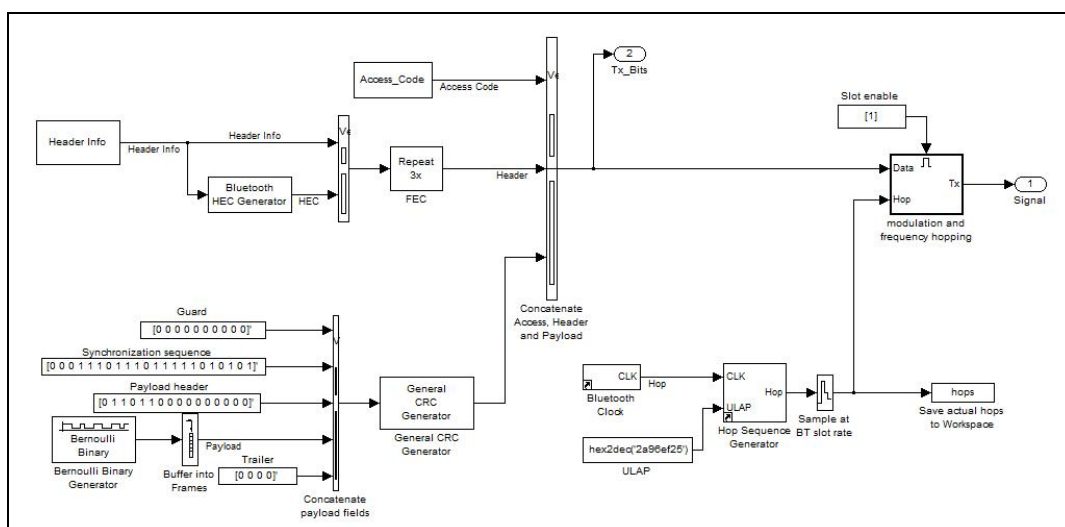 2
Tx_Bits
Access_Code
Access Code
Ve
Slot enable
[1]
Header Info
Header Info
Header Info
Ve
Bluetooth
HEC Generator
HEC
Repeat
3x
FEC
Header
Data
Hop
Tx
1
Signal
modulation and
frequency hopping
Concatenate
Access, Header
and Payload
Guard
[0 0 0 0 0 0 0 0 0 0]'
V
Synchronization sequence
[0 0 0 1 1 1 0 1 1 1 0 1 1 1 1 1 0 1 0 1 0 1]'
Payload header
[0 1 1 0 1 1 0 0 0 0 0 0 0 0 0 0]'
Bernoulli
Binary
Bernoulli Binary
Generator
Payload
Buffer into
Frames
Trailer
[0 0 0 0]'
Concatenate
payload fields
General
CRC
Generator
General CRC
Generator
CLK
Bluetooth
Clock
Hop
CLK
ULAP
Hop
Hop Sequence
Generator
hex2dec('2a96ef25')
ULAP
Sample at
BT slot rate
hops
Save actual hops
to Workspace